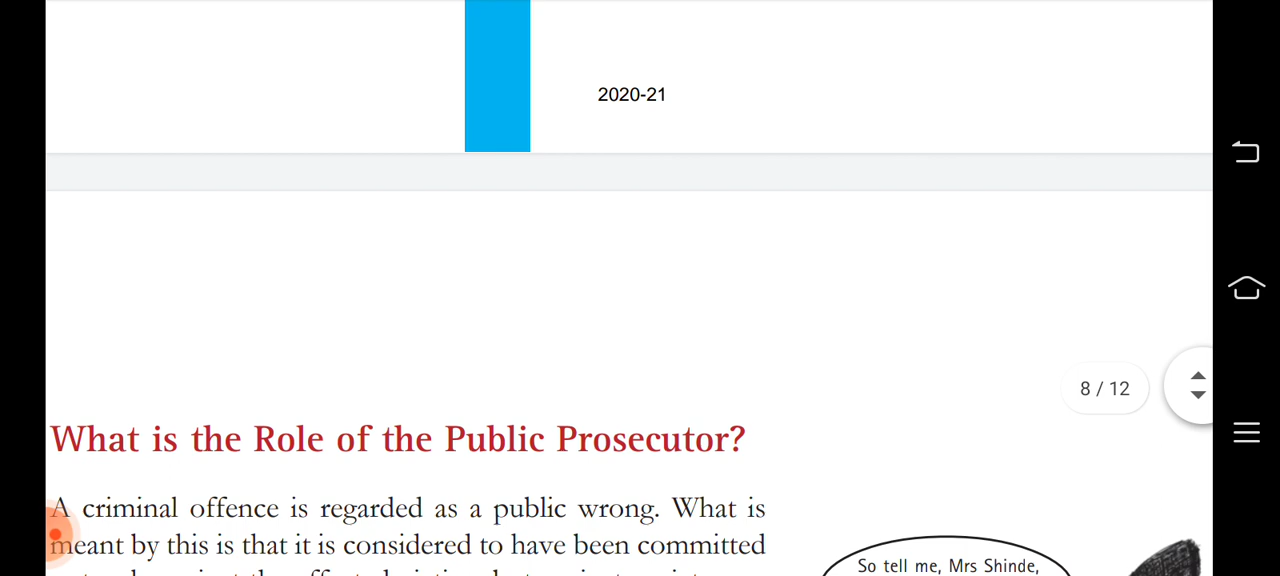 2020-21
8 / 12
What is the Role of the Public Prosecutor?
A criminal offence is regarded as a public wrong. What is
meant by this is that it is considered to have been committed
So tell me, Mrs Shinde,